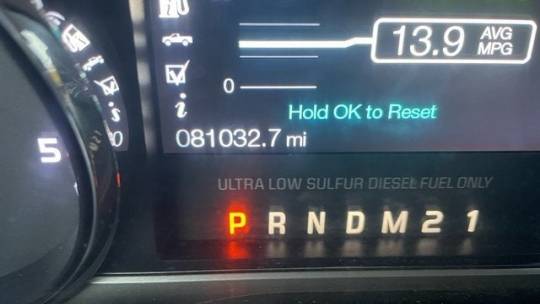 13.9 AVG MPG
0
Hold OK to Reset
081032.7 mi
5
ULTRA LOW SULFUR DIESEL FUEL ONLY
P R N D M 2 1